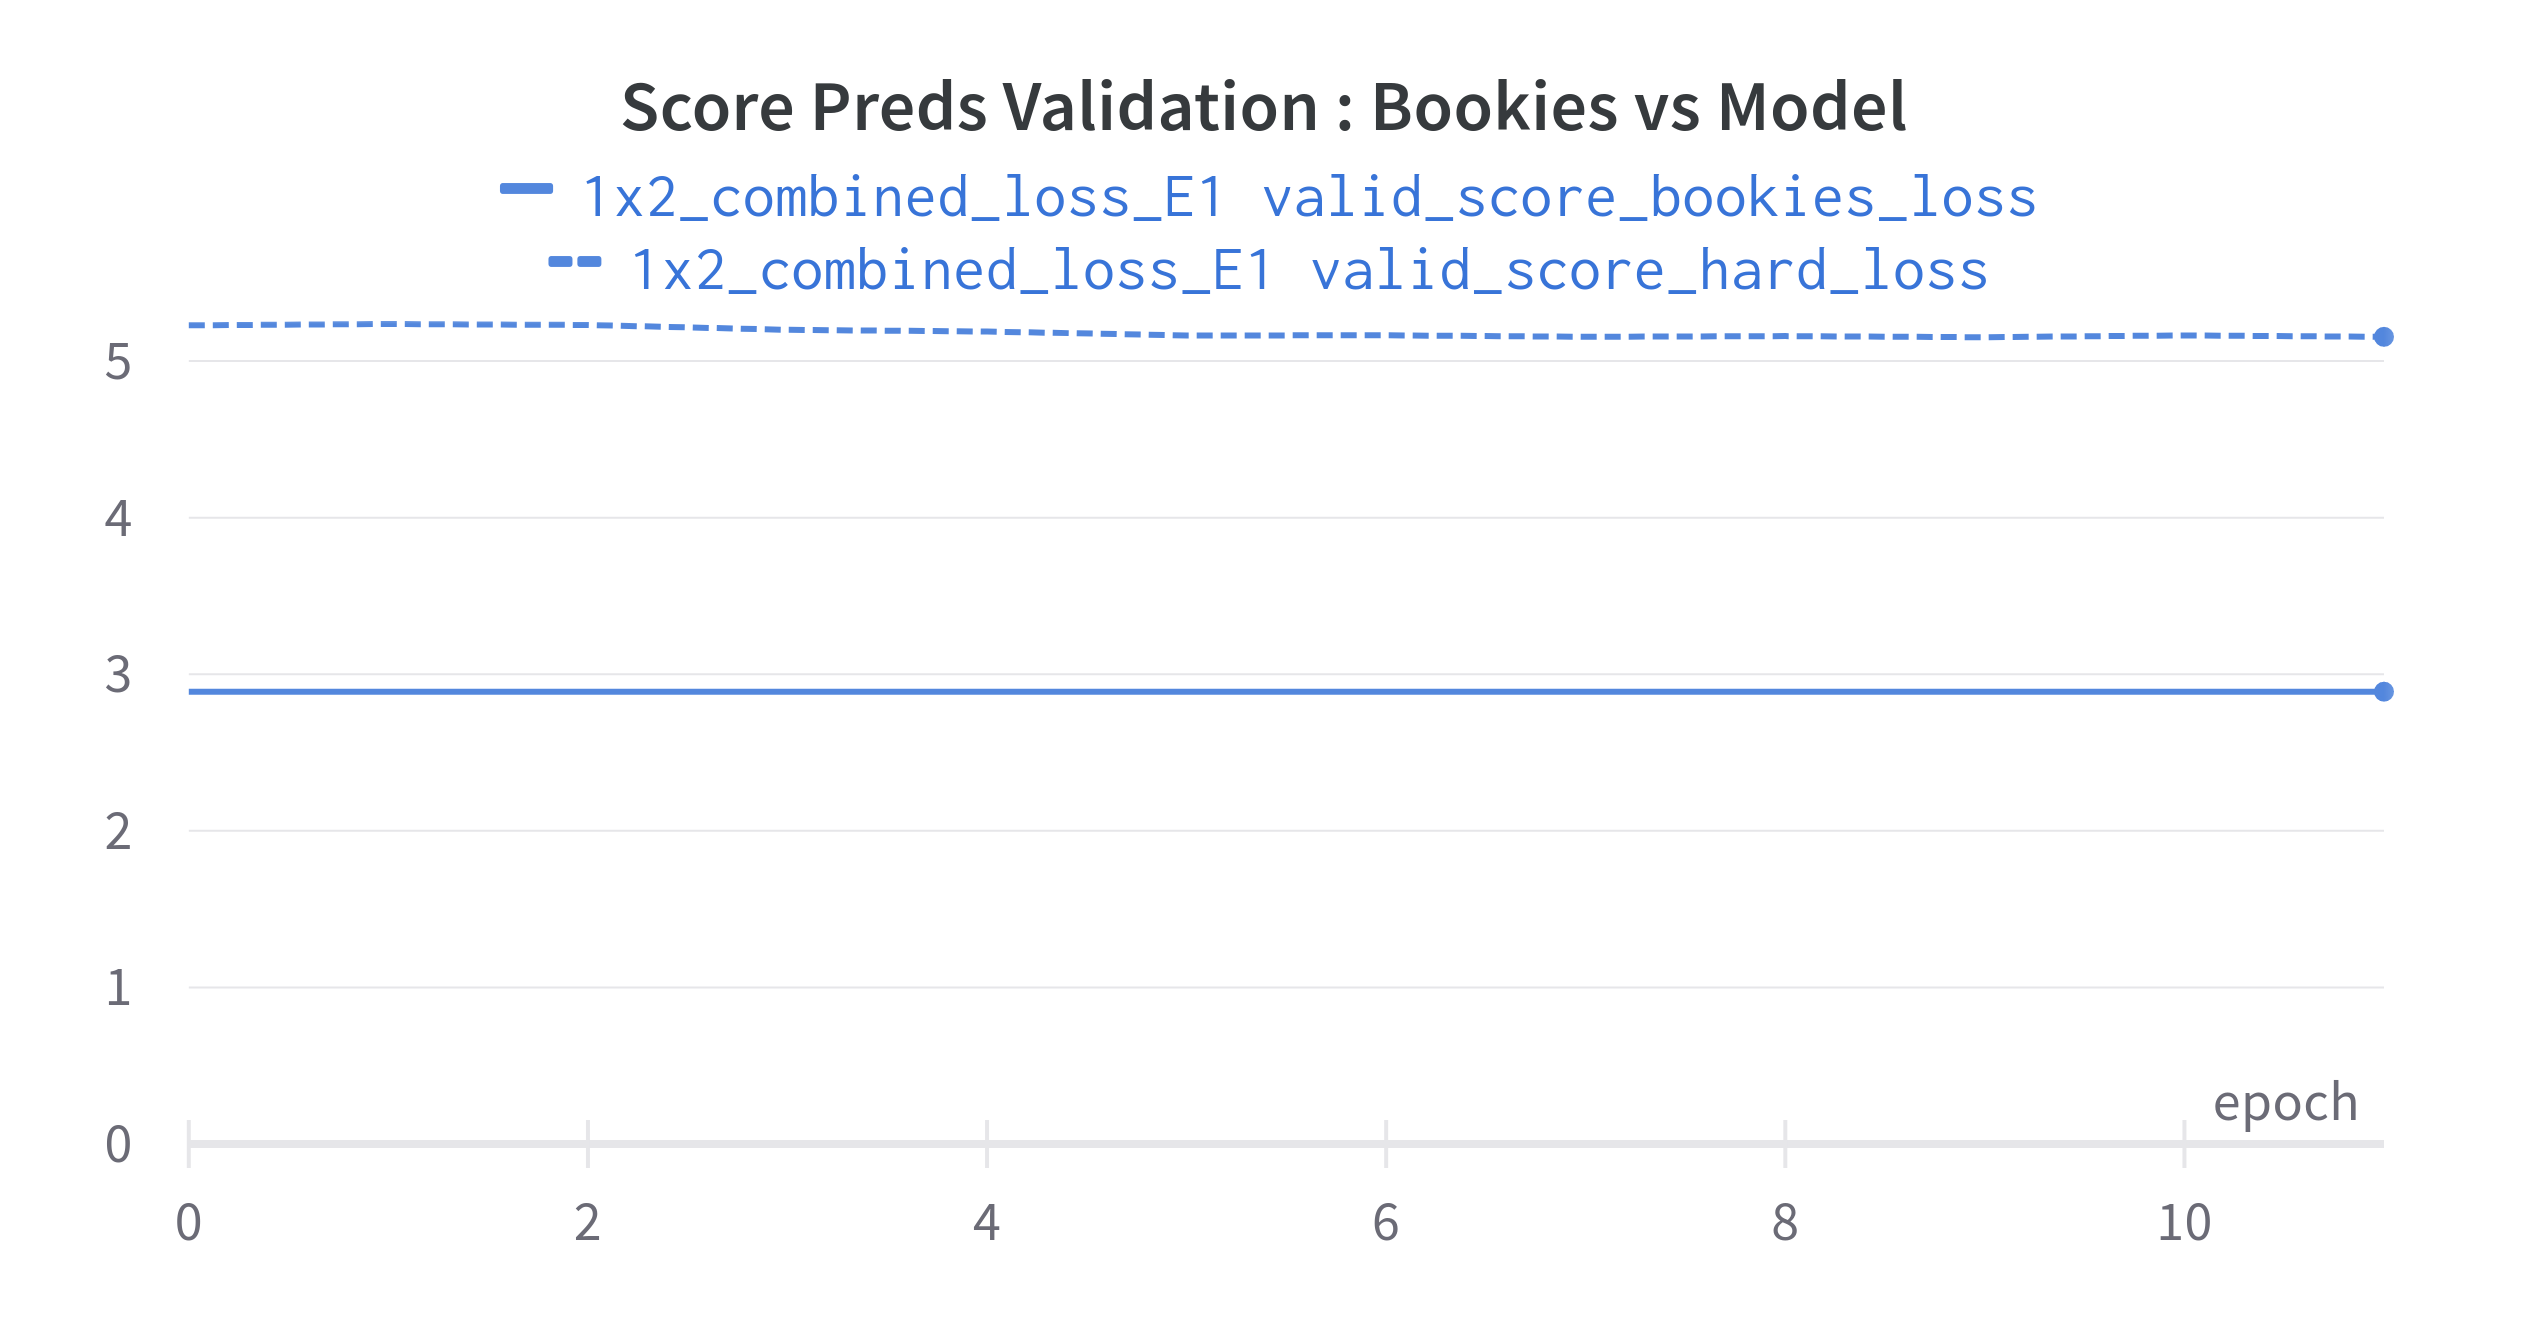 Score Preds Validation : Bookies vs Model
1x2_combined_loss_E1 valid_score_bookies_loss
1x2_combined_loss_E1 valid_score_hard_loss
5
4
3
2
1
epoch
0
0 2 4 6 8 10